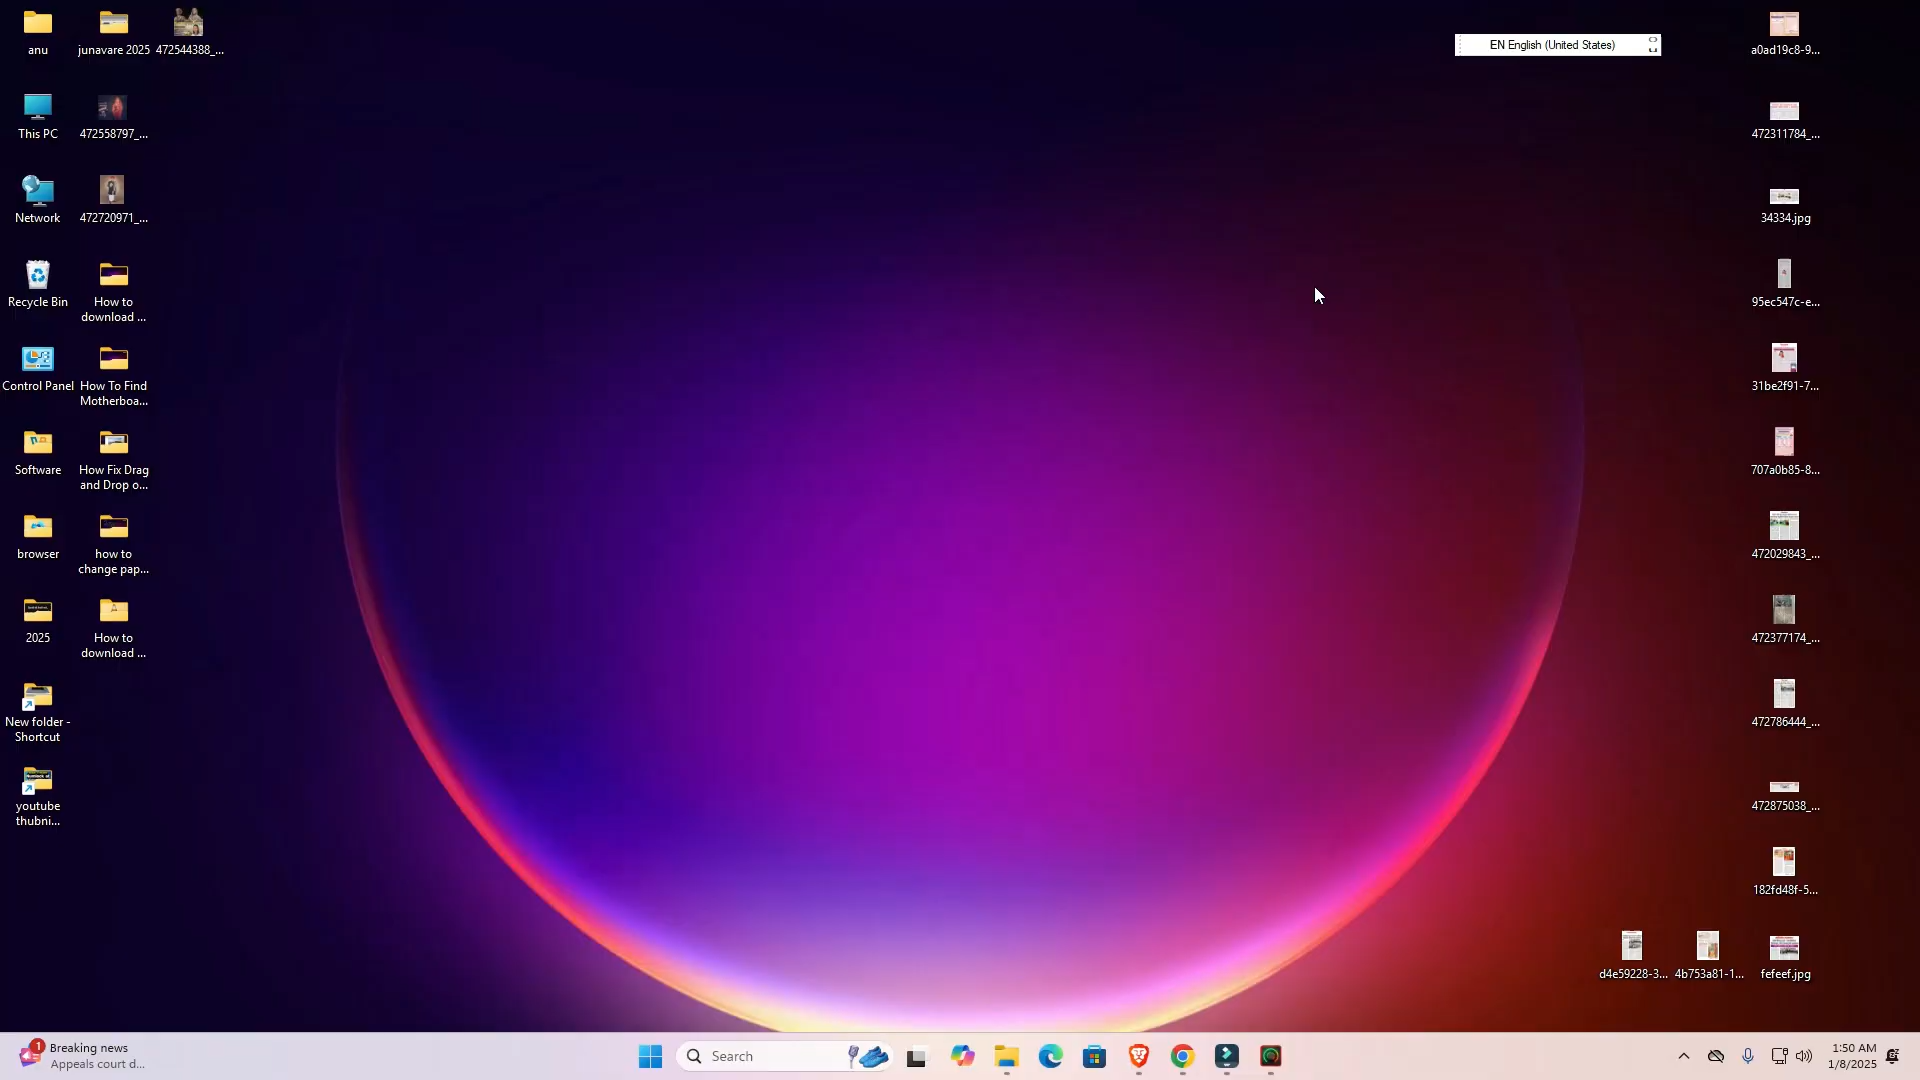 anu
junavare 2025
472544388_...
EN English (United States)
a0ad19c8-9...
This PC
472558797_...
472311784_...
Network
472720971_...
34334.jpg
Recycle Bin
How to
download ...
95ec547c-e...
Control Panel
How To Find
Motherboa...
31be2f91-7...
Software
How Fix Drag
and Drop o...
707a0b85-8...
browser
how to
change pap...
472029843_...
2025
How to
download ...
472377174_...
New folder -
Shortcut
472786444_...
youtube
thubni...
472875038_...
182fd48f-5...
d4e59228-3...
4b753a81-1...
fefeef.jpg
1
Breaking news
Appeals court d...
Search
1:50 AM
1/8/2025